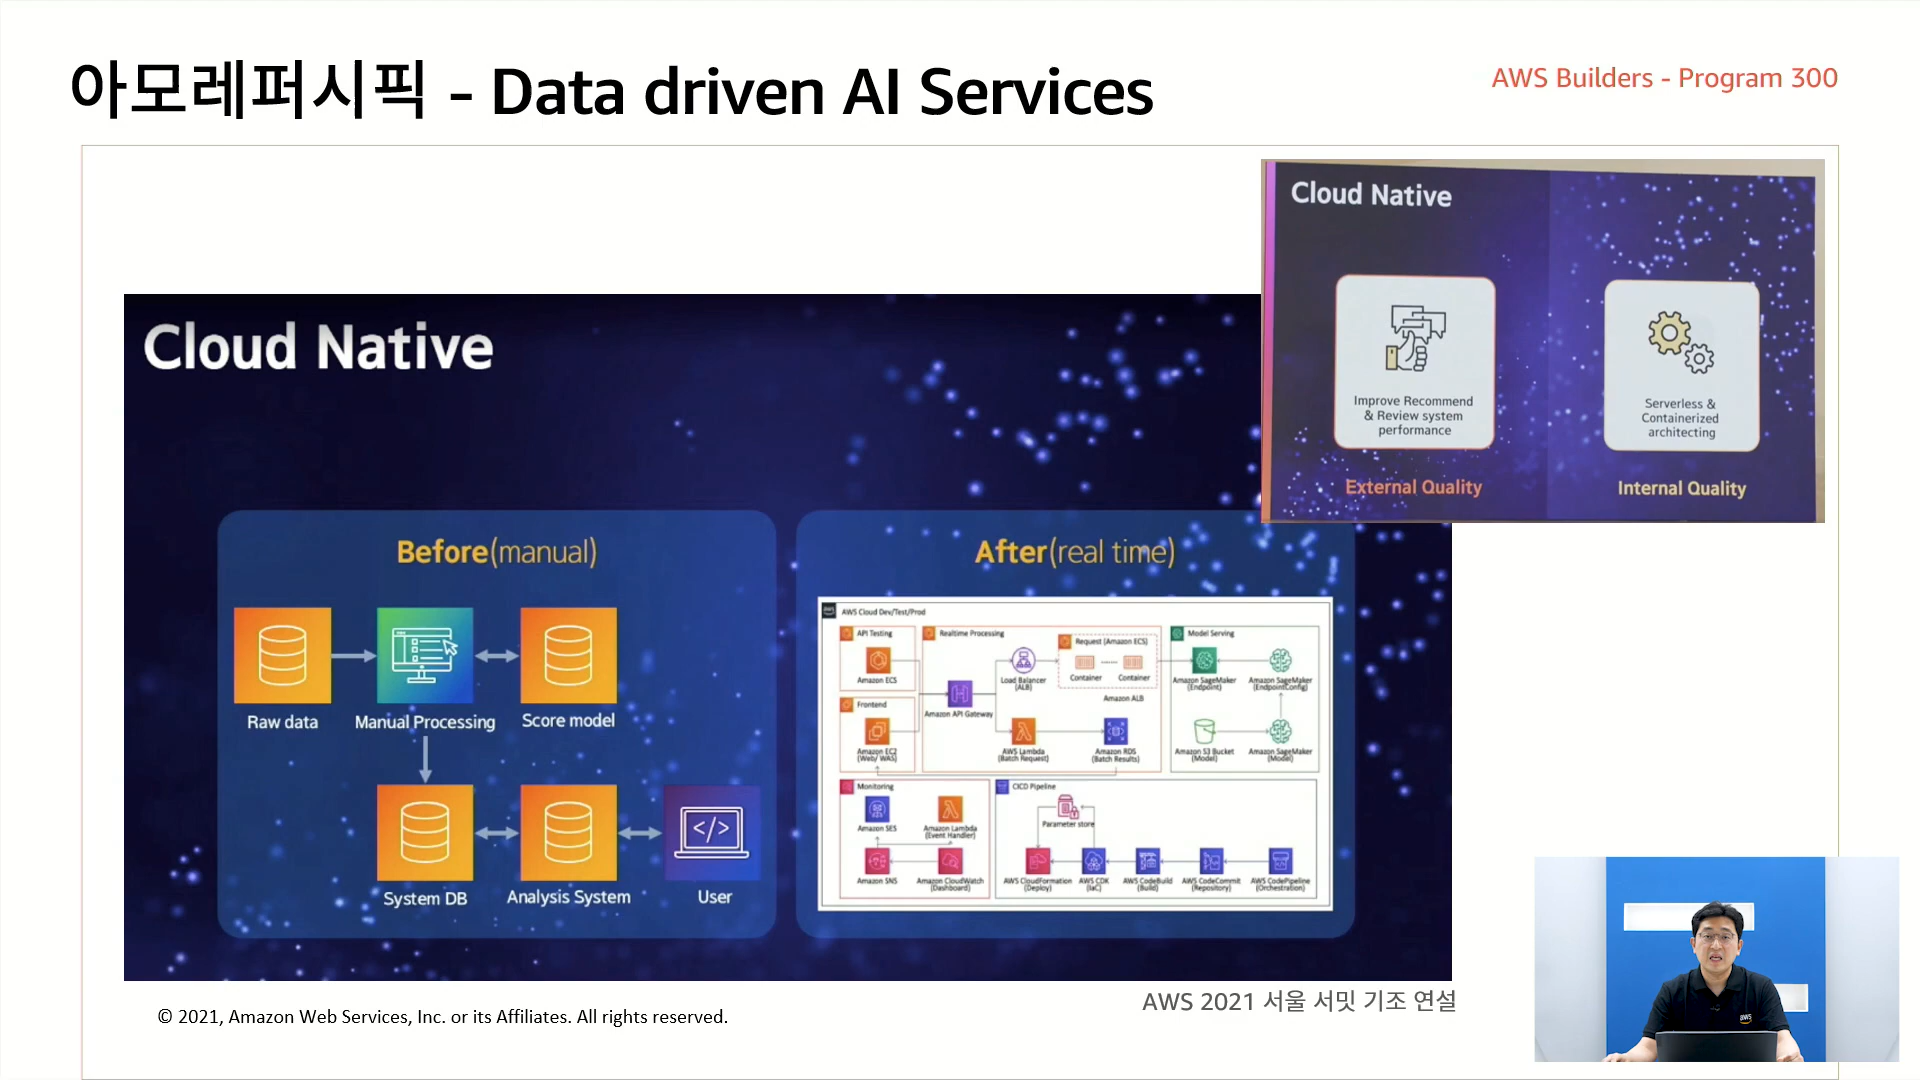 아모레퍼시픽 - Data driven AI Services
AWS Builders - Program 300
Cloud Native
Improve Recommend
& Review system
performance
External Quality
Serverless &
Containerized
architecting
Internal Quality
Cloud Native
Before(manual)
Raw data
Manual Processing
Score model
System DB
Analysis System
User
After(real time)
aws
AWS Cloud Dev/Test/Prod
API Testing
Amazon ECS
Frontend
Amazon EC2
(Web/ WAS)
Realtime Processing
Amazon API Gateway
Load Balancer
(ALB)
Request (Amazon ECS)
Container
Container
Amazon ALB
AWS Lambda
(Batch Request)
Amazon RDS
(Batch Results)
Model Serving
Amazon SageMaker
(Endpoint)
Amazon SageMaker
(EndpointConfig)
Amazon S3 Bucket
(Model)
Amazon SageMaker
(Model)
Monitoring
Amazon SES
Amazon Lambda
(Event Handler)
Amazon SNS
Amazon CloudWatch
(Dashboard)
CICD Pipeline
Parameter store
AWS CloudFormation
(Deploy)
AWS CDK
(IaC)
AWS CodeBuild
(Build)
AWS CodeCommit
(Repository)
AWS CodePipeline
(Orchestration)
AWS 2021 서울 서밋 기조 연설
© 2021, Amazon Web Services, Inc. or its Affiliates. All rights reserved.
aws